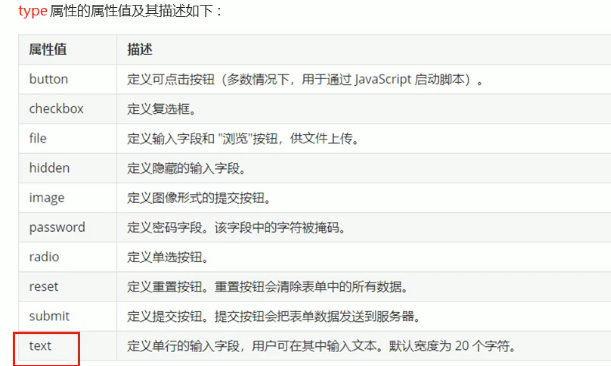 type 属性的属性值及其描述如下：
属性值 描述
button 定义可点击按钮（多数情况下，用于通过 JavaScript 启动脚本）。
checkbox 定义复选框。
file 定义输入字段和 "浏览"按钮，供文件上传。
hidden 定义隐藏的输入字段。
image 定义图像形式的提交按钮。
password 定义密码字段。该字段中的字符被掩码。
radio 定义单选按钮。
reset 定义重置按钮。重置按钮会清除表单中的所有数据。
submit 定义提交按钮。提交按钮会把表单数据发送到服务器。
text 定义单行的输入字段，用户可在其中输入文本。默认宽度为 20 个字符。